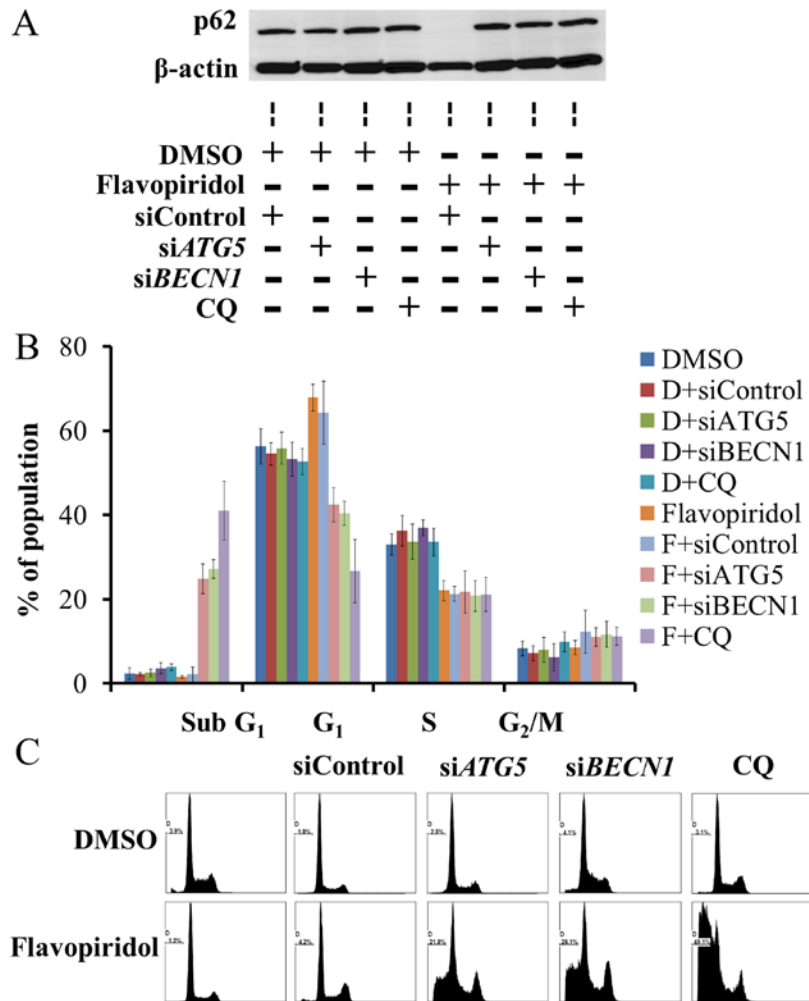 A
p62
β-actin
DMSO + + + + - - - -
Flavopiridol - - - - + + + +
siControl + - - - + - - -
siATG5 - + - - - + - -
siBECN1 - - + - - - + -
CQ - - - + - - - +
B
80
60
40
20
0
% of population
Sub G₁ G₁ S G₂/M
DMSO
D+siControl
D+siATG5
D+siBECN1
D+CQ
Flavopiridol
F+siControl
F+siATG5
F+siBECN1
F+CQ
C
siControl siATG5 siBECN1 CQ
DMSO
Flavopiridol